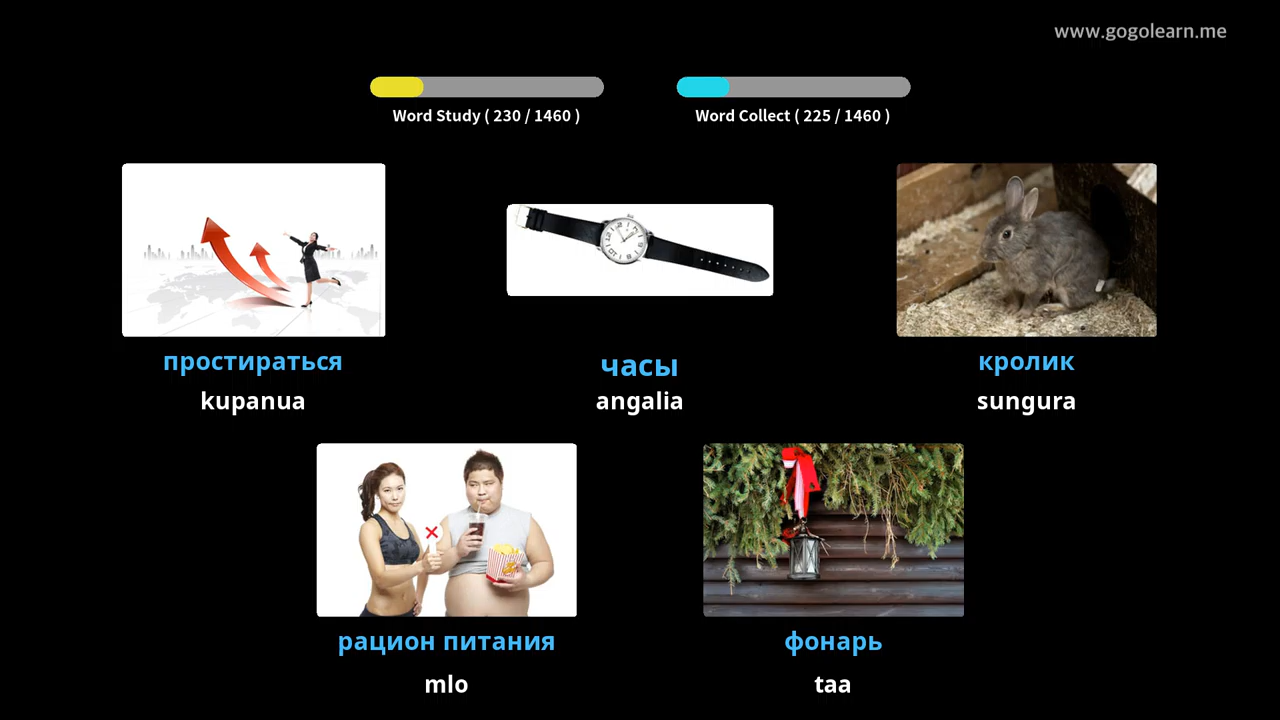 www.gogolearn.me
Word Study ( 230 / 1460 )
Word Collect ( 225 / 1460 )
простираться
kupanua
часы
angalia
кролик
sungura
рацион питания
mlo
фонарь
taa